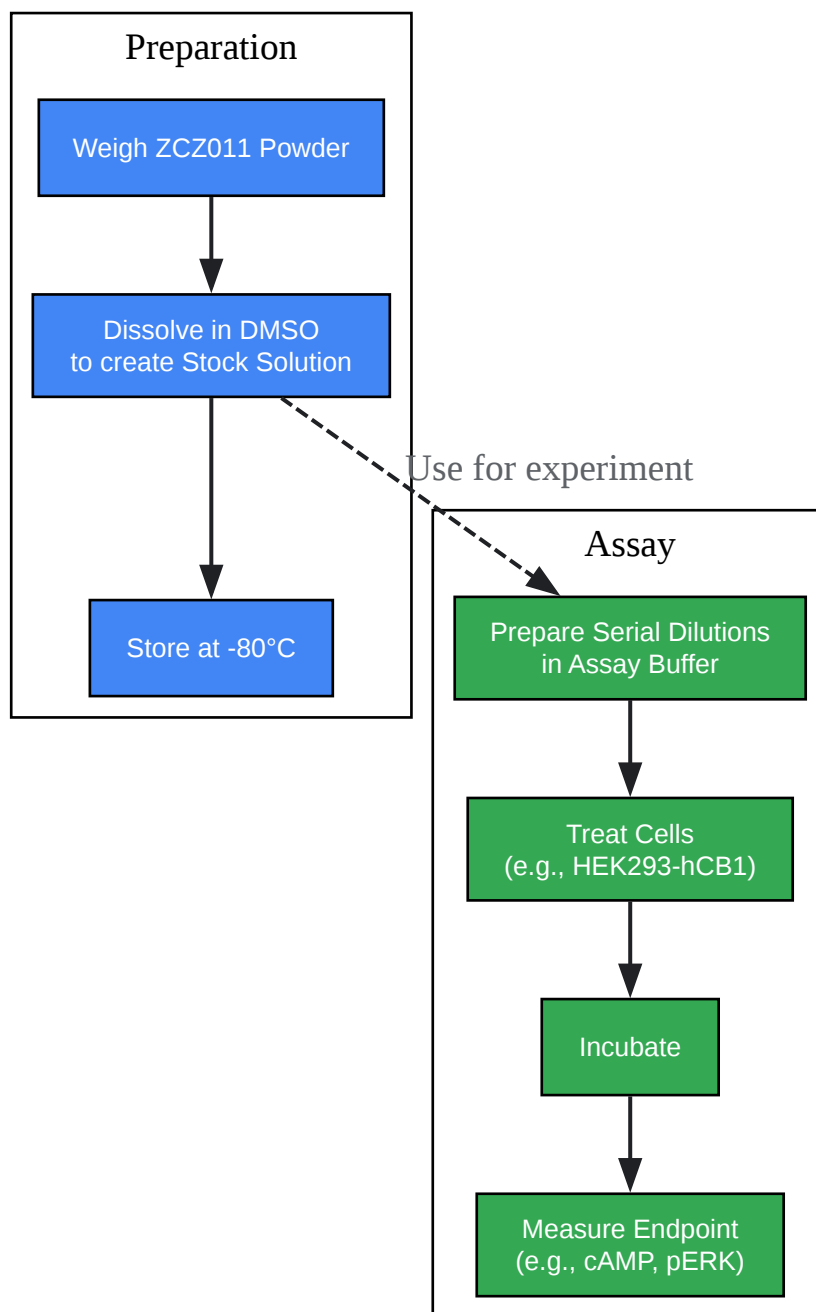 Preparation
Weigh ZCZ011 Powder
Dissolve in DMSO
to create Stock Solution
Use for experiment
Store at -80°C
Assay
Prepare Serial Dilutions
in Assay Buffer
Treat Cells
(e.g., HEK293-hCB1)
Incubate
Measure Endpoint
(e.g., cAMP, pERK)